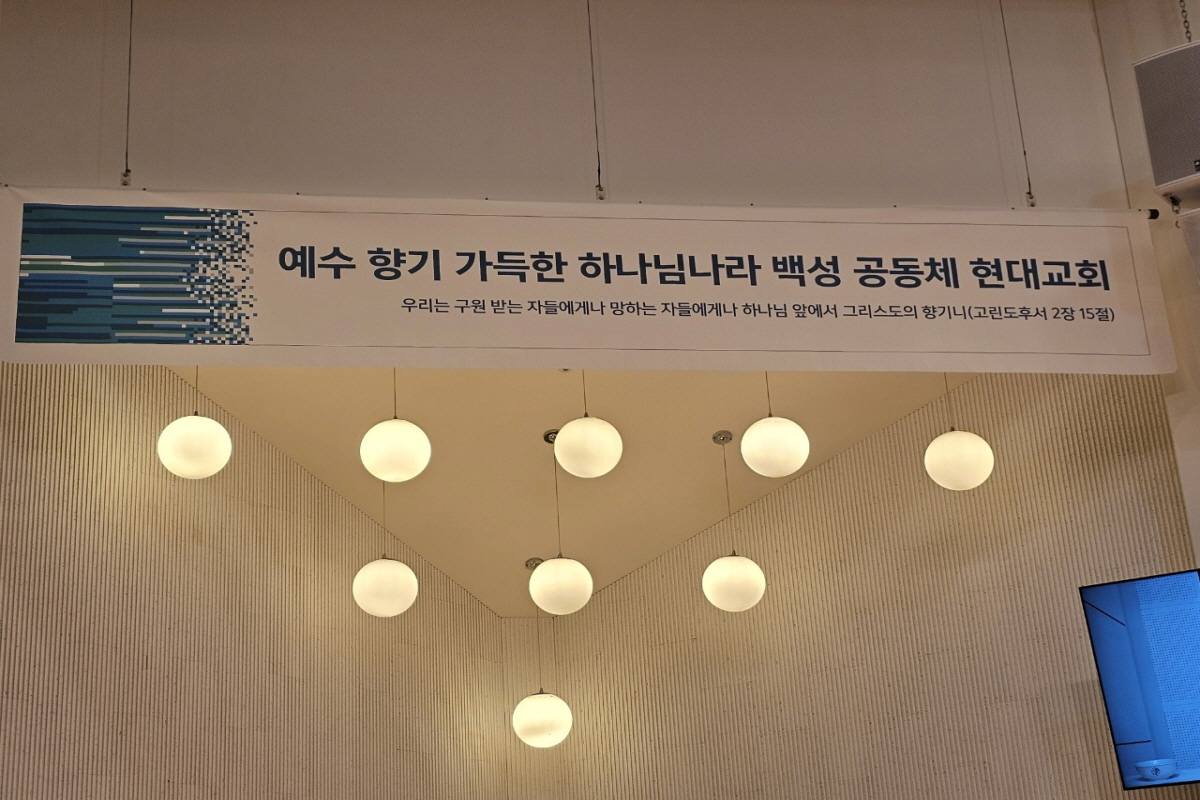 예수 향기 가득한 하나님나라 백성 공동체 현대교회
우리는 구원 받는 자들에게나 망하는 자들에게나 하나님 앞에서 그리스도의 향기니(고린도후서 2장 15절)